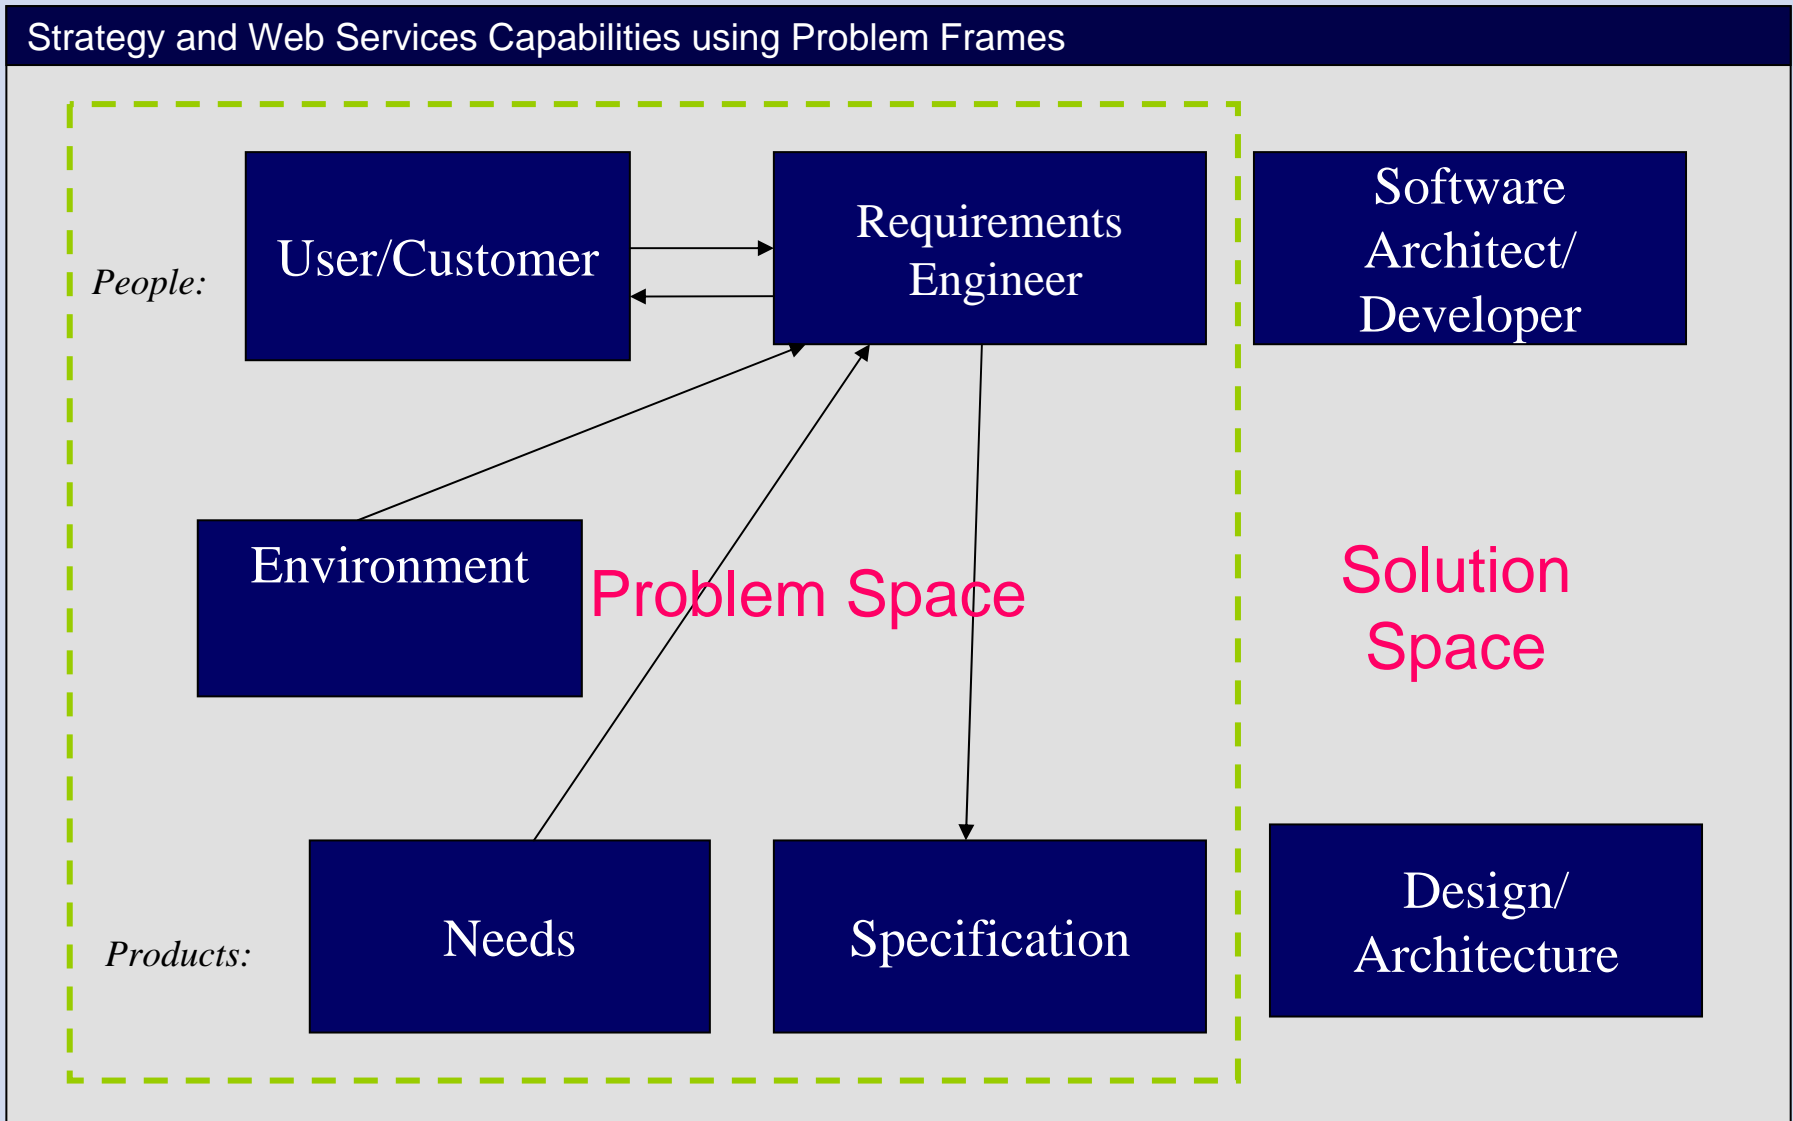 Strategy and Web Services Capabilities using Problem Frames
People:
User/Customer
Requirements
Engineer
Software
Architect/
Developer
Environment
Problem Space
Solution
Space
Products:
Needs
Specification
Design/
Architecture